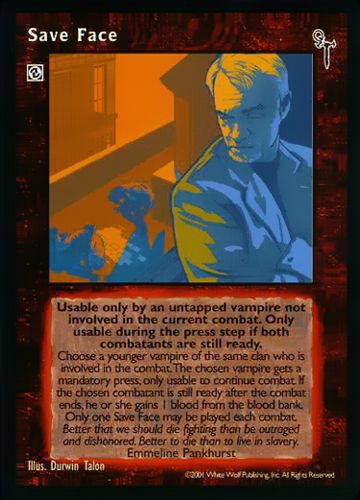 Save Face
Usable only by an untapped vampire not
involved in the current combat. Only
usable during the press step if both
combatants are still ready.
Choose a younger vampire of the same clan who is
involved in the combat. The chosen vampire gets a
mandatory press, only usable to continue combat. If
the chosen combatant is still ready after the combat
ends, he or she gains 1 blood from the blood bank.
Only one Save Face may be played each combat.
Better that we should die fighting than be outraged
and dishonored. Better to die than to live in slavery.
Emmeline Pankhurst
Illus. Durwin Talon
©2001 White Wolf Publishing, Inc. All Rights Reserved.